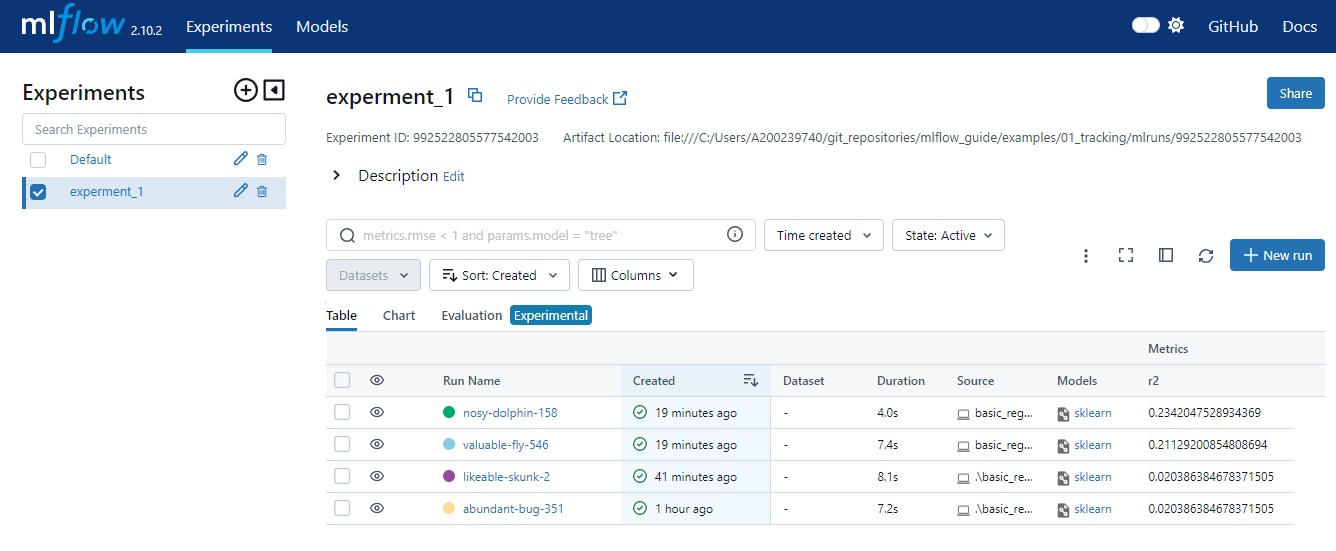 mlflow 2.10.2 Experiments Models GitHub Docs
Experiments
Search Experiments
Default
experment_1
experment_1 Provide Feedback Share
Experiment ID: 992522805577542003 Artifact Location: file:///C:/Users/A200239740/git_repositories/mlflow_guide/examples/01_tracking/mlruns/992522805577542003
Description Edit
metrics.rmse < 1 and params.model = "tree" Time created State: Active
Datasets Sort: Created Columns New run
Table Chart Evaluation Experimental
Metrics
Run Name Created Dataset Duration Source Models r2
nosy-dolphin-158 19 minutes ago - 4.0s basic_reg... sklearn 0.2342047528934369
valuable-fly-546 19 minutes ago - 7.4s basic_reg... sklearn 0.21129200854808694
likeable-skunk-2 41 minutes ago - 8.1s .\basic_re... sklearn 0.020386384678371505
abundant-bug-351 1 hour ago - 7.2s .\basic_re... sklearn 0.020386384678371505